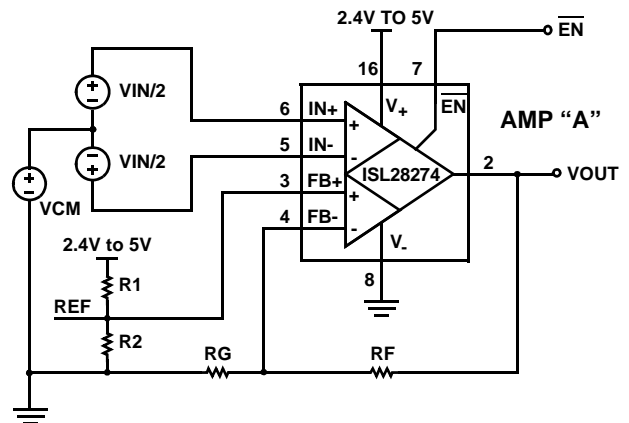 2.4V TO 5V
EN
16
7
VIN/2
6
IN+
+
V+
EN
AMP “A”
5
IN-
-
VIN/2
ISL28274
2
VOUT
3
FB+
+
VCM
4
FB-
-
2.4V to 5V
V-
R1
8
REF
R2
RG
RF